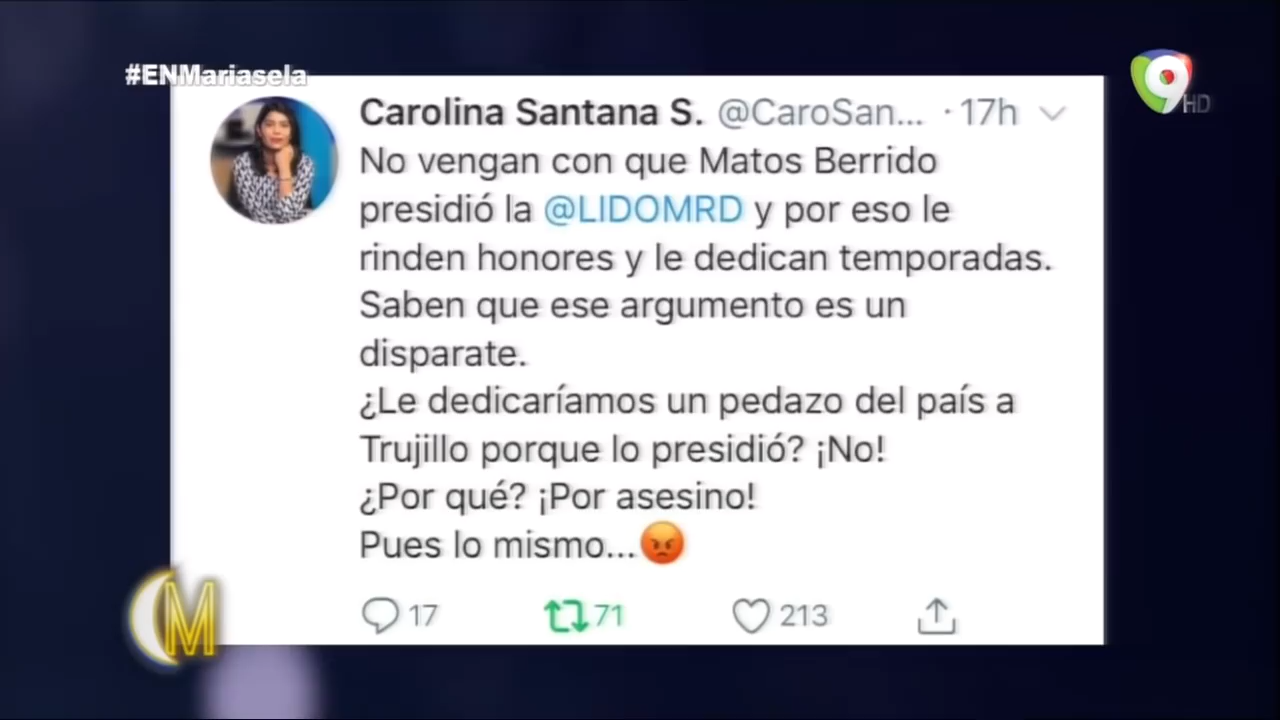 #ENMariasela
9
HD
Carolina Santana S. @CaroSan... · 17h
No vengan con que Matos Berrido
presidió la @LIDOMRD y por eso le
rinden honores y le dedican temporadas.
Saben que ese argumento es un
disparate.
¿Le dedicaríamos un pedazo del país a
Trujillo porque lo presidió? ¡No!
¿Por qué? ¡Por asesino!
Pues lo mismo...😡
17 71 213
M